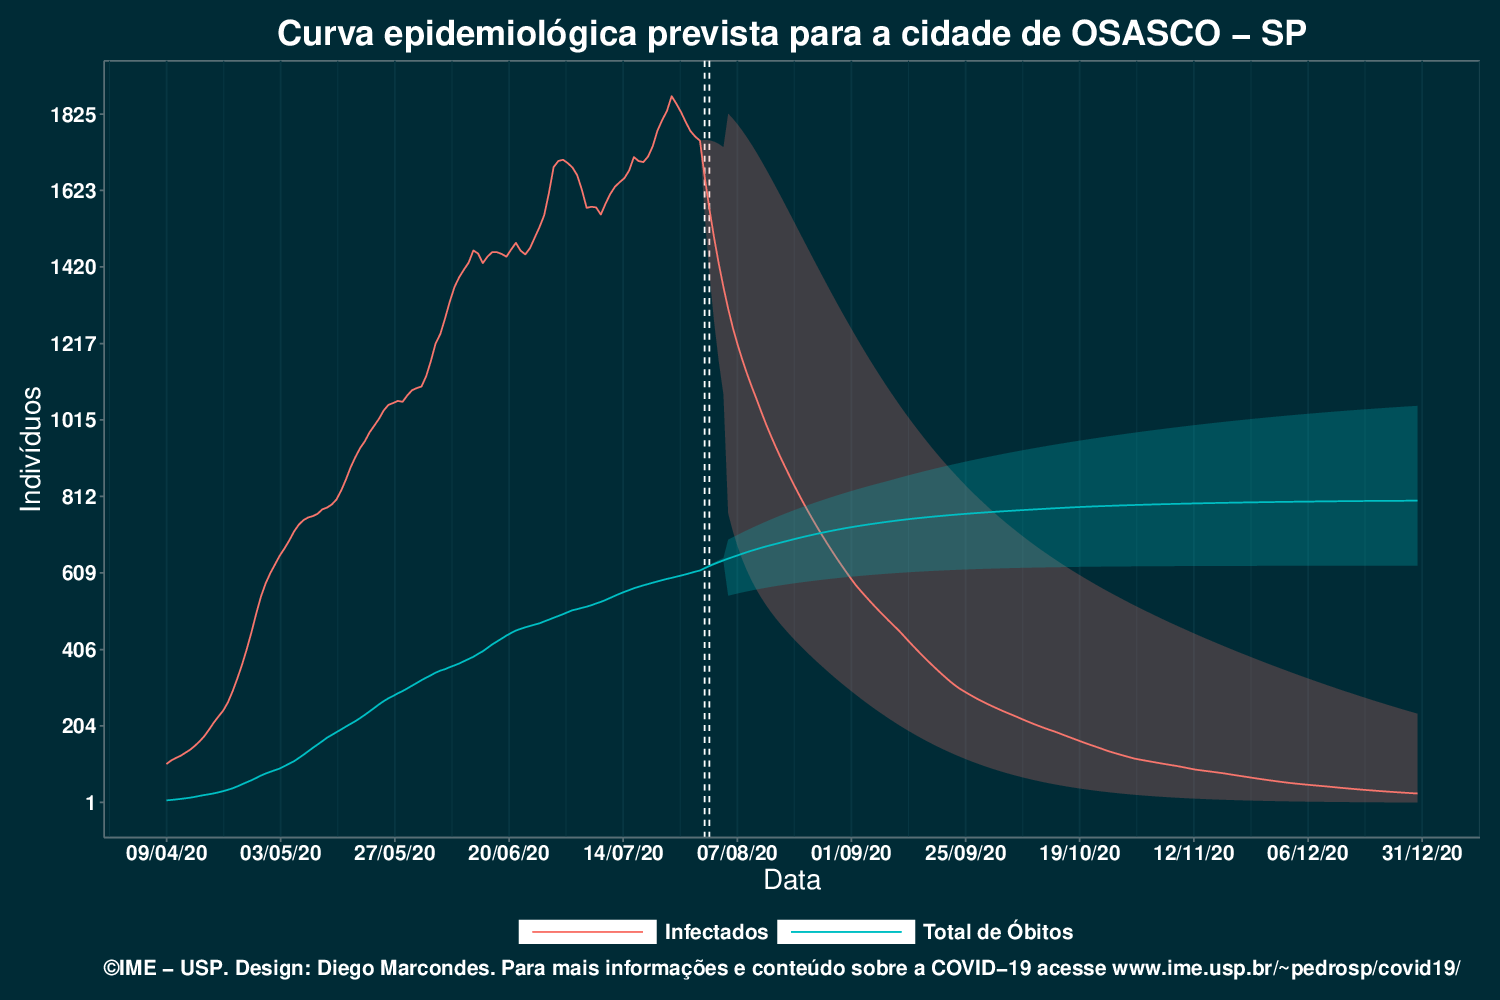 Curva epidemiológica prevista para a cidade de OSASCO – SP
1825
1623
1420
1217
1015
812
609
406
204
1
Indivíduos
09/04/20 03/05/20 27/05/20 20/06/20 14/07/20 07/08/20 01/09/20 25/09/20 19/10/20 12/11/20 06/12/20 31/12/20
Data
Infectados Total de Óbitos
©IME – USP. Design: Diego Marcondes. Para mais informações e conteúdo sobre a COVID–19 acesse www.ime.usp.br/~pedrosp/covid19/